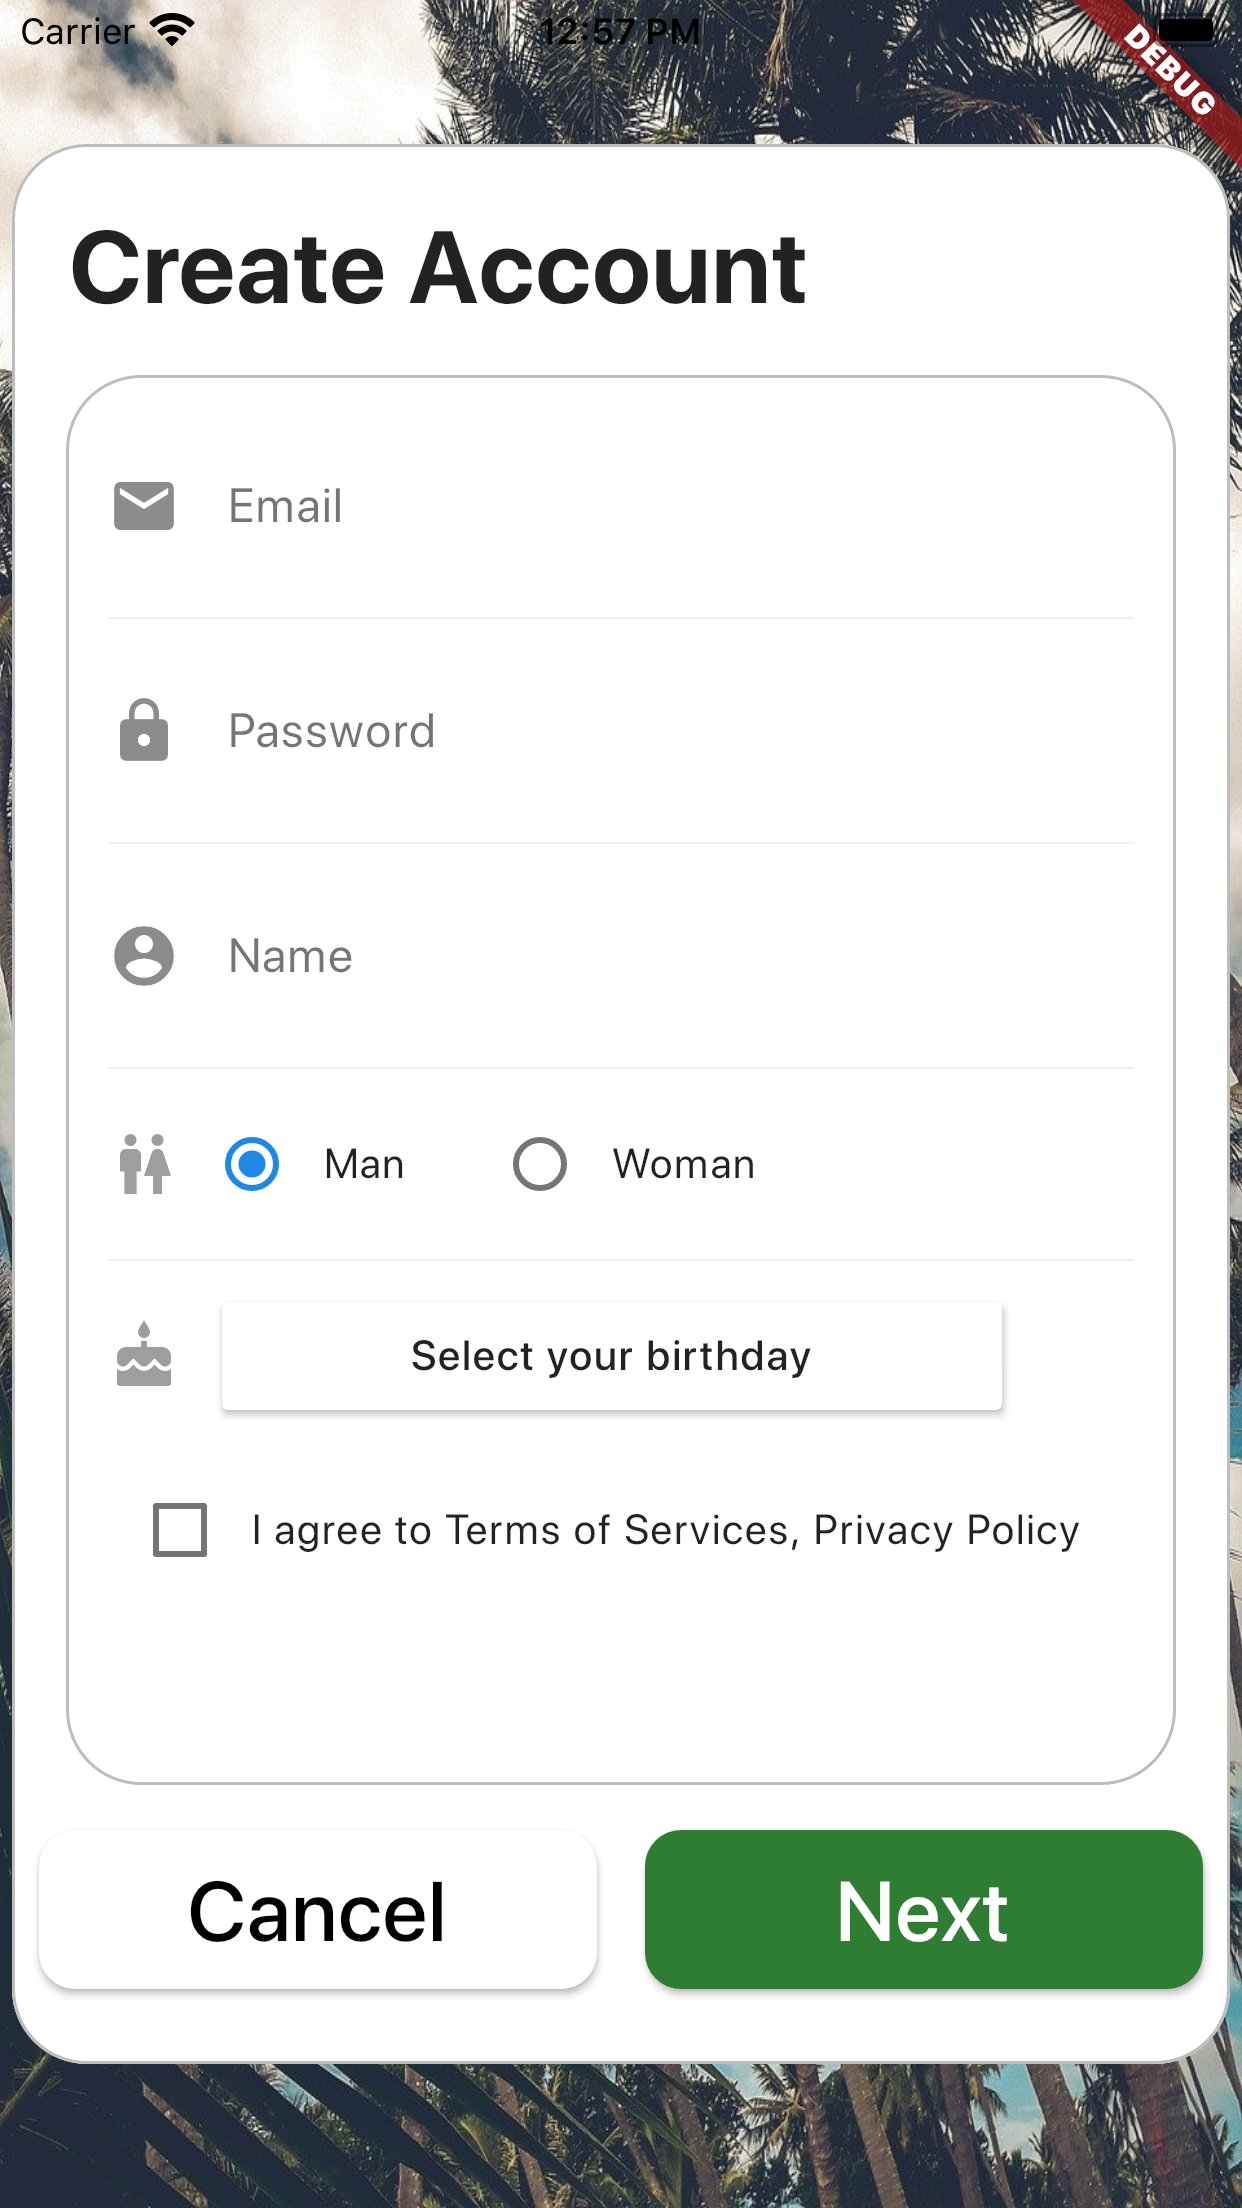 Carrier 12:57 PM
DEBUG
Create Account
Email
Password
Name
Man Woman
Select your birthday
I agree to Terms of Services, Privacy Policy
Cancel Next